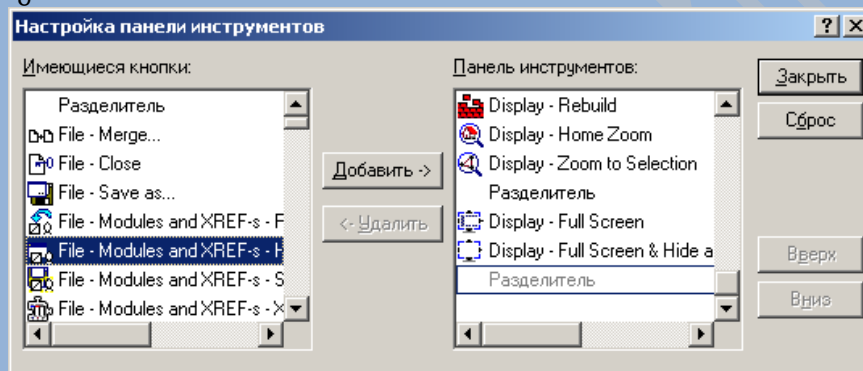 Настройка панели инструментов
Имеющиеся кнопки:
Разделитель
File - Merge...
File - Close
File - Save as...
File - Modules and XREF-s - F
File - Modules and XREF-s - H
File - Modules and XREF-s - S
File - Modules and XREF-s - X
Добавить ->
<- Удалить
Панель инструментов:
Display - Rebuild
Display - Home Zoom
Display - Zoom to Selection
Разделитель
Display - Full Screen
Display - Full Screen & Hide a
Разделитель
Закрыть
Сброс
Вверх
Вниз